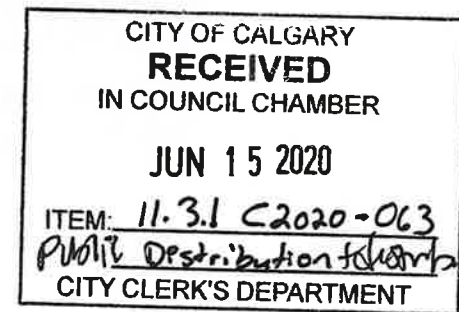 CITY OF CALGARY
RECEIVED
IN COUNCIL CHAMBER
JUN 15 2020
ITEM: 11.3.1 C2020-063
Public Distribution
CITY CLERK'S DEPARTMENT